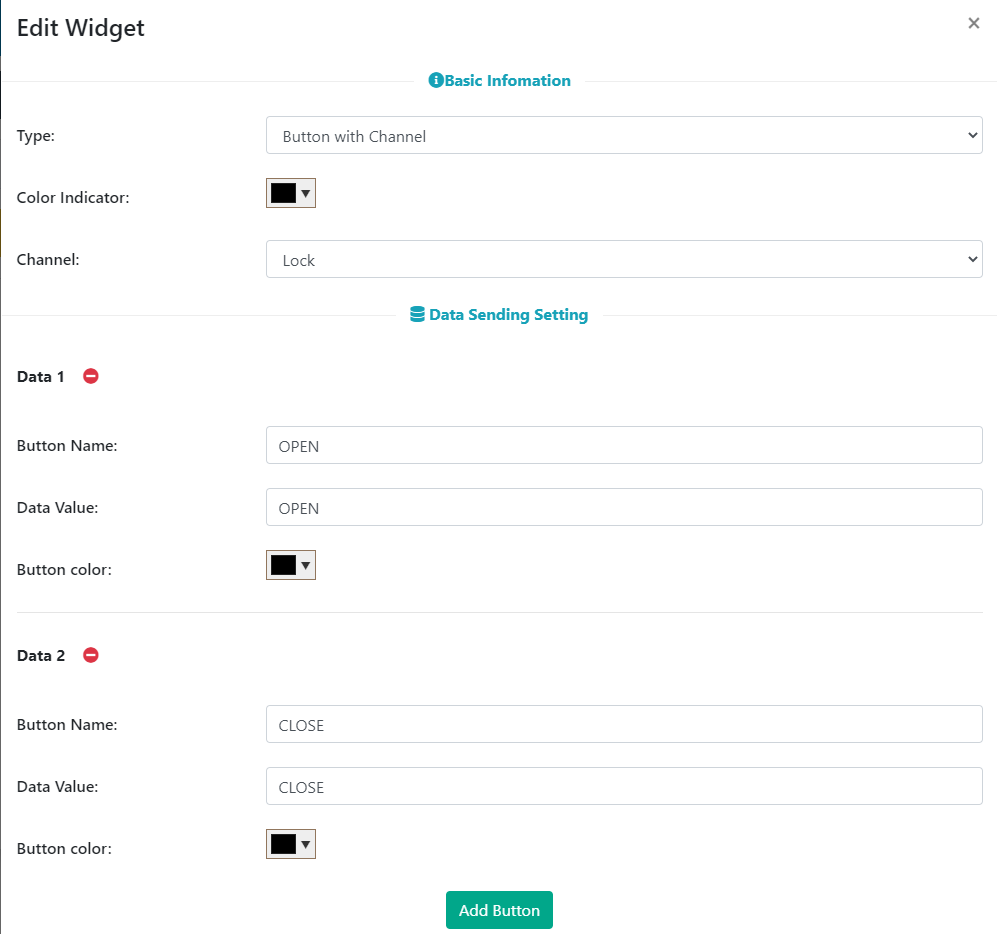 Edit Widget
×
Basic Infomation
Type:
Button with Channel
Color Indicator:
Channel:
Lock
Data Sending Setting
Data 1
Button Name:
OPEN
Data Value:
OPEN
Button color:
Data 2
Button Name:
CLOSE
Data Value:
CLOSE
Button color:
Add Button